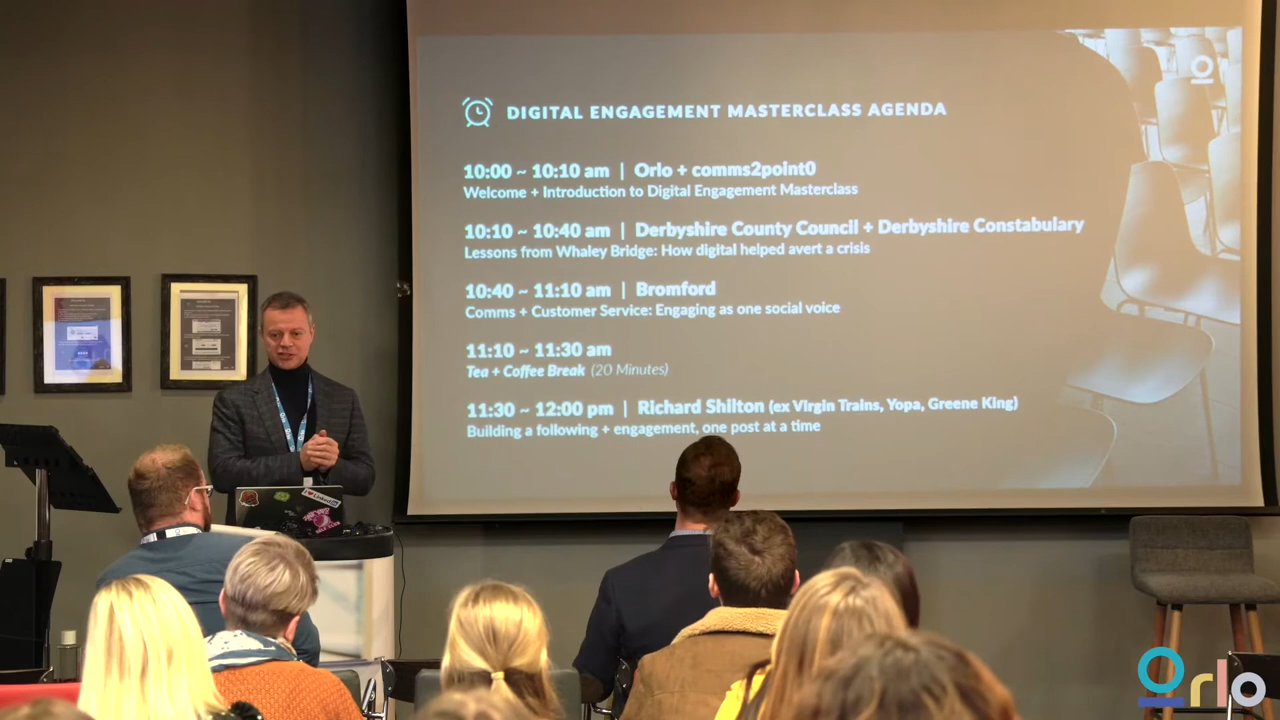 DIGITAL ENGAGEMENT MASTERCLASS AGENDA
10:00 ~ 10:10 am | Orlo + comms2point0
Welcome + Introduction to Digital Engagement Masterclass
10:10 ~ 10:40 am | Derbyshire County Council + Derbyshire Constabulary
Lessons from Whaley Bridge: How digital helped avert a crisis
10:40 ~ 11:10 am | Bromford
Comms + Customer Service: Engaging as one social voice
11:10 ~ 11:30 am
Tea + Coffee Break (20 Minutes)
11:30 ~ 12:00 pm | Richard Shilton (ex Virgin Trains, Yopa, Greene King)
Building a following + engagement, one post at a time
Orlo